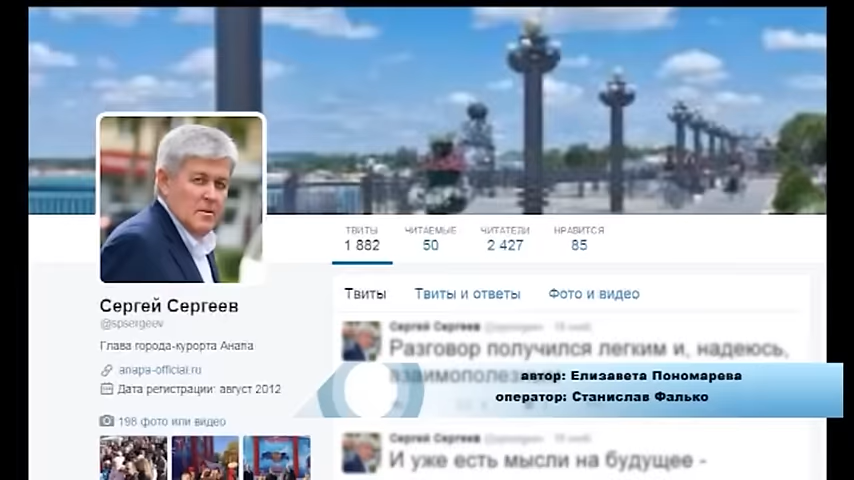 ТВИТЫ ЧИТАЕМЫЕ ЧИТАТЕЛИ НРАВИТСЯ
1 882 50 2 427 85
Сергей Сергеев
@spsergeev
Глава города-курорта Анапа
anapa-official.ru
Дата регистрации: август 2012
198 фото или видео
Твиты Твиты и ответы Фото и видео
Сергей Сергеев
Разговор получился легким и, надеюсь,
автор: Елизавета Пономарева
оператор: Станислав Фалько
Сергей Сергеев
И уже есть мысли на будущее -